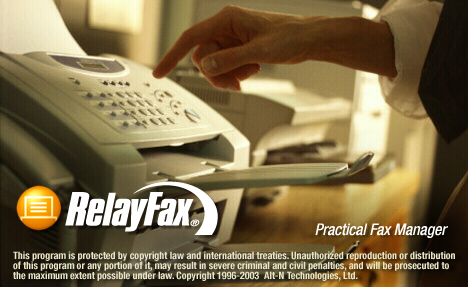 RelayFax®
Practical Fax Manager
This program is protected by copyright law and international treaties. Unauthorized reproduction or distribution
of this program or any portion of it, may result in severe criminal and civil penalties, and will be prosecuted to
the maximum extent possible under law. Copyright 1996-2003 Alt-N Technologies, Ltd.